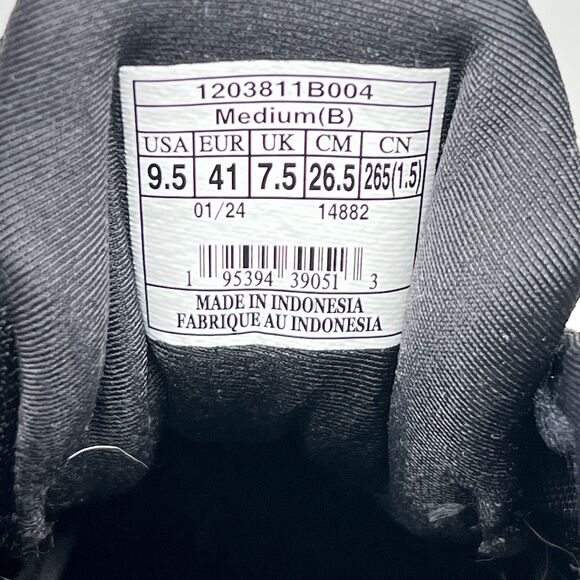 1203811B004
Medium(B)
USA EUR UK CM CN
9.5 41 7.5 26.5 265(1.5)
01/24 14882
1 95394 39051 3
MADE IN INDONESIA
FABRIQUE AU INDONESIA